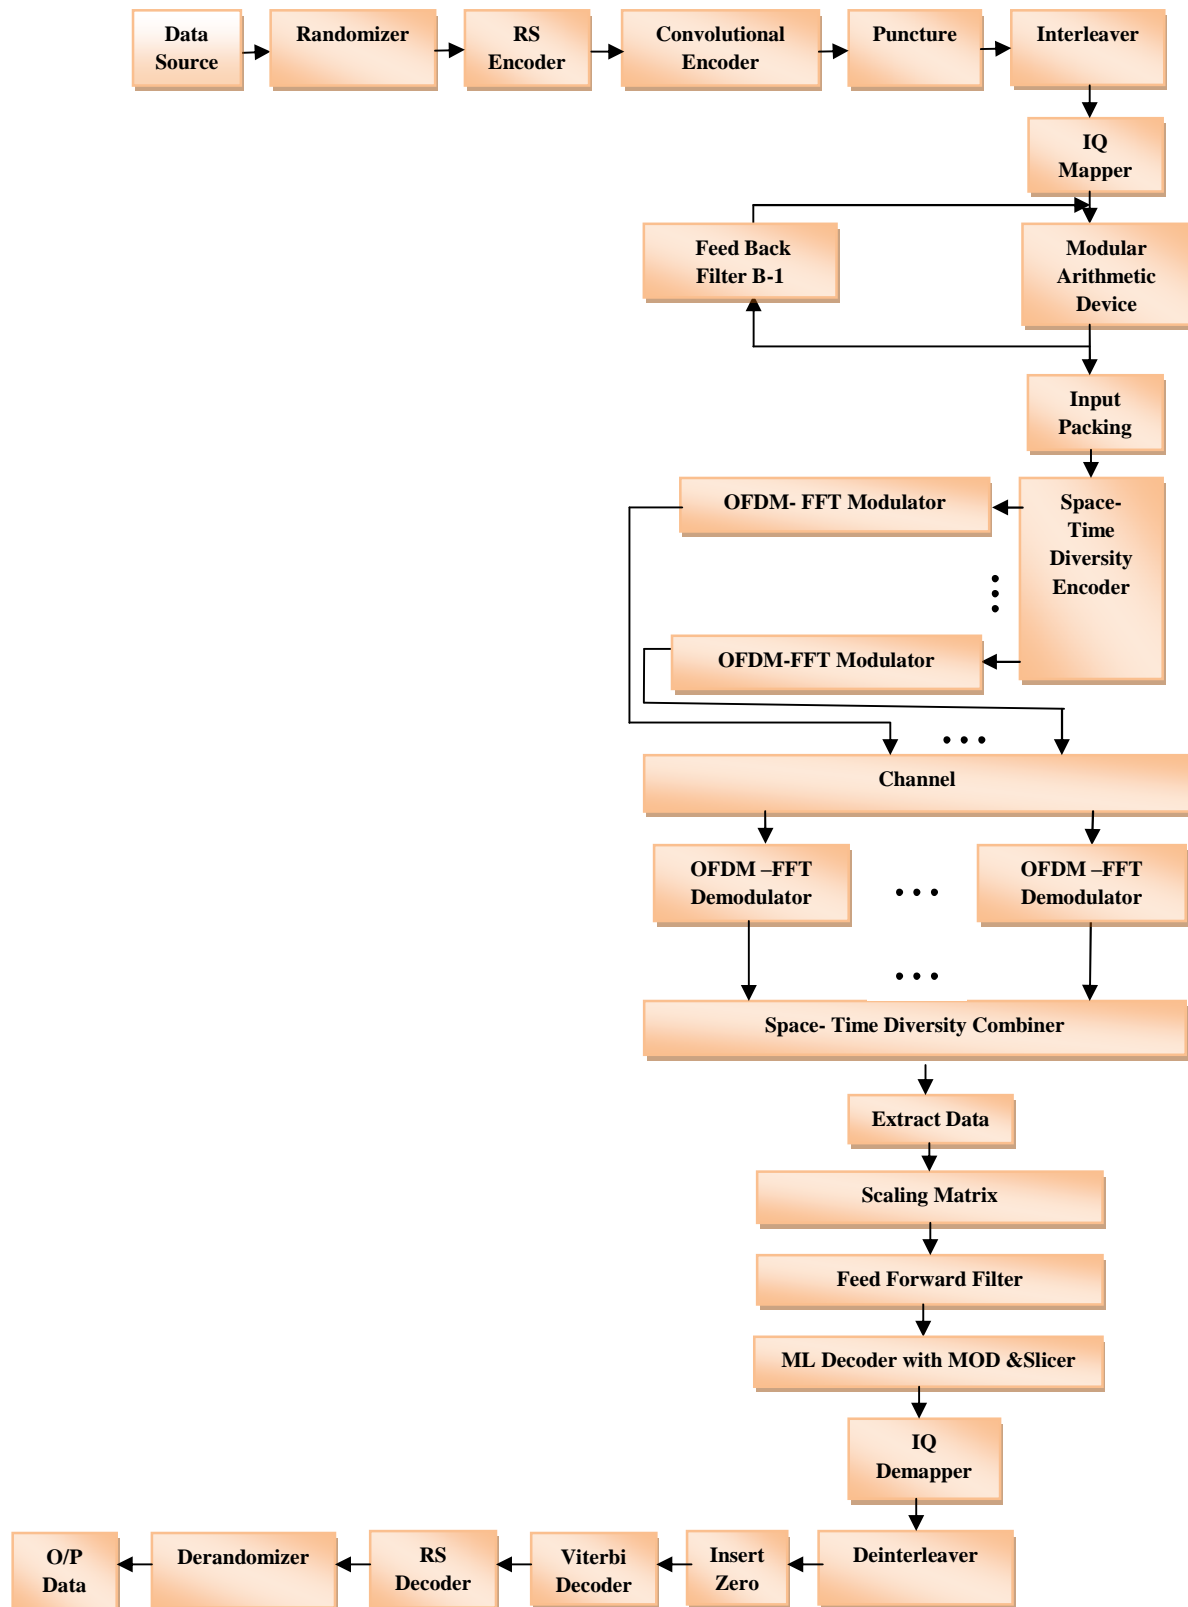 Data
Source
Randomizer
RS
Encoder
Convolutional
Encoder
Puncture
Interleaver
IQ
Mapper
Feed Back
Filter B-1
Modular
Arithmetic
Device
Input
Packing
OFDM- FFT Modulator
Space-
Time
Diversity
Encoder
OFDM-FFT Modulator
Channel
OFDM –FFT
Demodulator
OFDM –FFT
Demodulator
Space- Time Diversity Combiner
Extract Data
Scaling Matrix
Feed Forward Filter
ML Decoder with MOD &Slicer
IQ
Demapper
O/P
Data
Derandomizer
RS
Decoder
Viterbi
Decoder
Insert
Zero
Deinterleaver